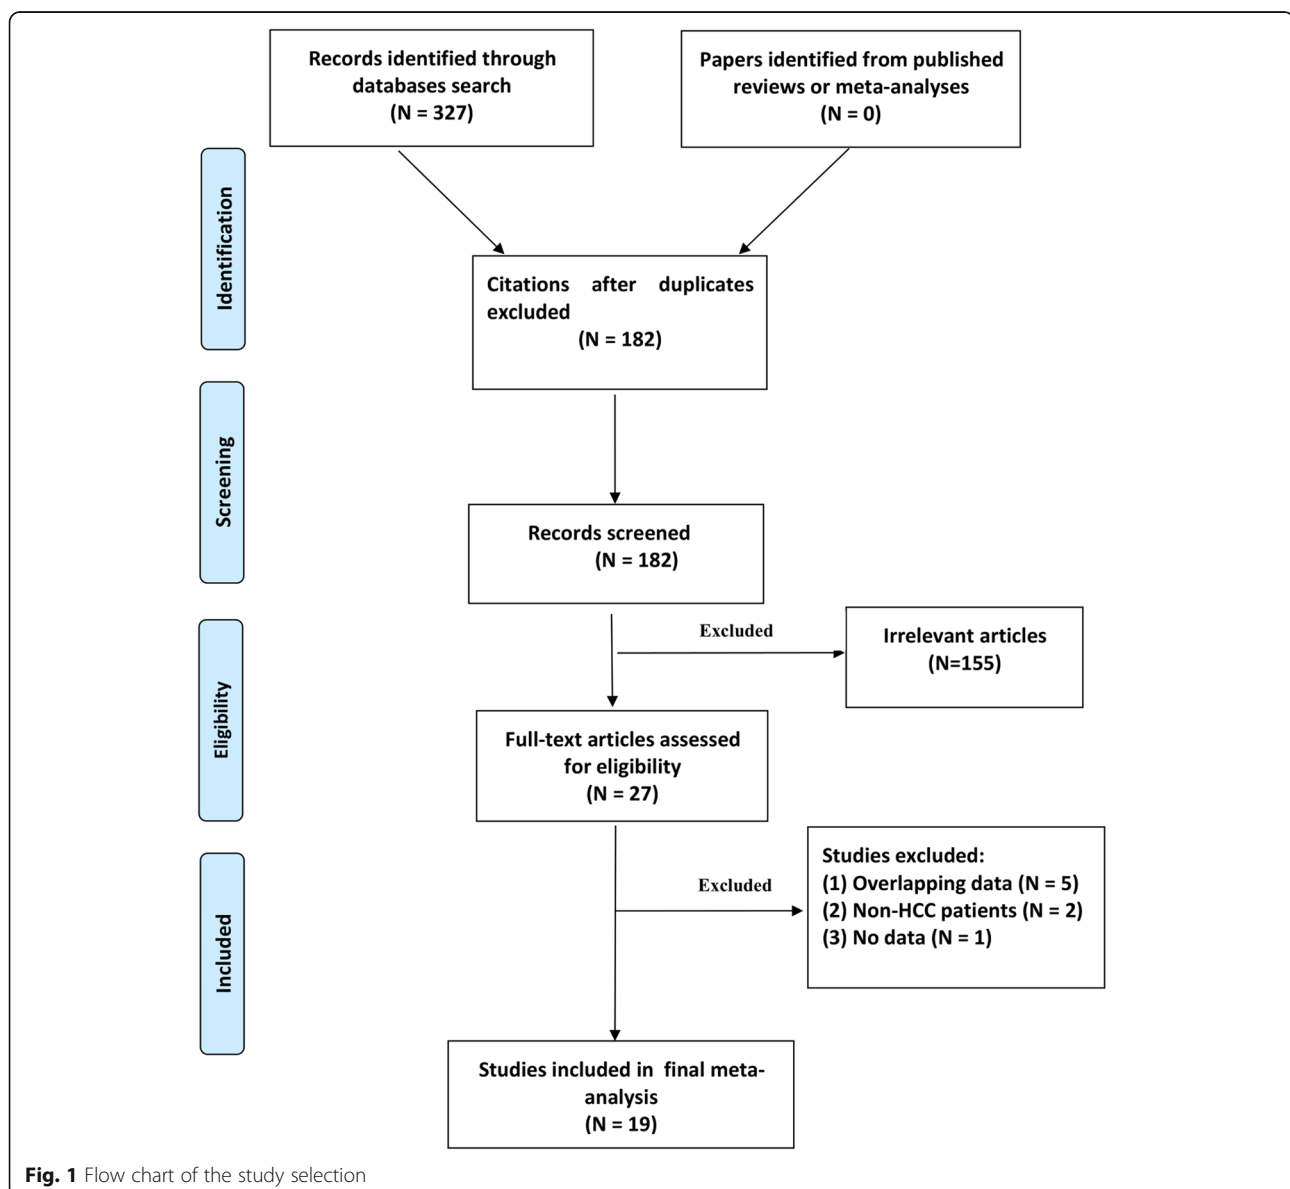 Records identified through
databases search
(N = 327)
Papers identified from published
reviews or meta-analyses
(N = 0)
Identification
Citations after duplicates
excluded
(N = 182)
Screening
Records screened
(N = 182)
Excluded
Irrelevant articles
(N=155)
Eligibility
Full-text articles assessed
for eligibility
(N = 27)
Excluded
Studies excluded:
(1) Overlapping data (N = 5)
(2) Non-HCC patients (N = 2)
(3) No data (N = 1)
Included
Studies included in final meta-
analysis
(N = 19)
Fig. 1 Flow chart of the study selection